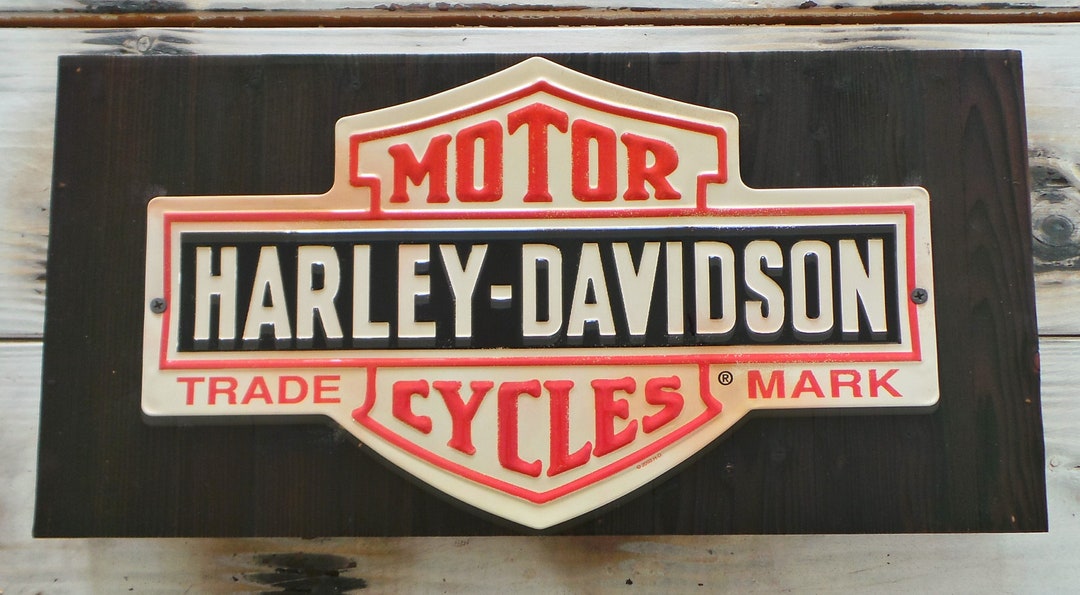 MOTOR
HARLEY-DAVIDSON
TRADE ® MARK
CYCLES